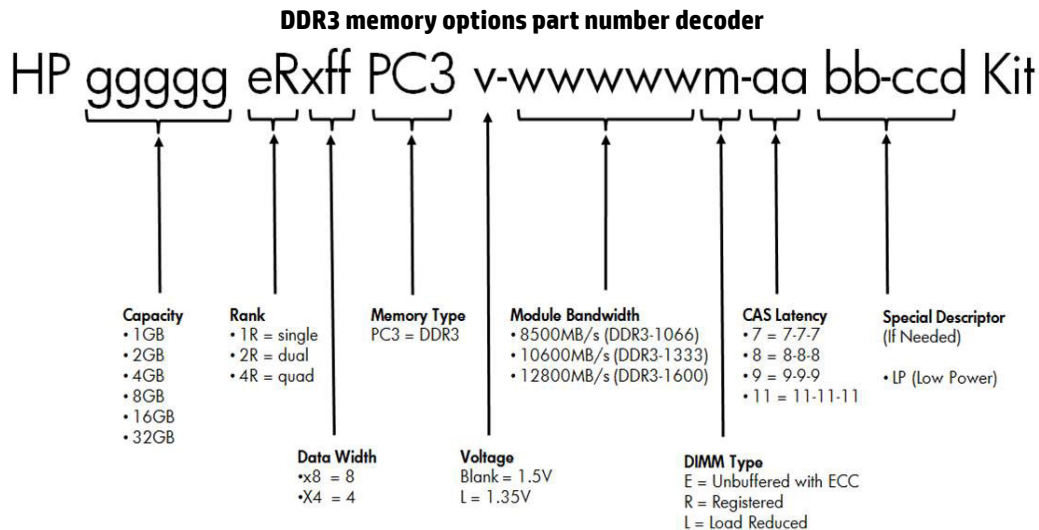 DDR3 memory options part number decoder
HP ggggg eRxff PC3 v-wwwwwm-aa bb-ccd Kit
Capacity
• 1GB
• 2GB
• 4GB
• 8GB
• 16GB
• 32GB
Rank
• 1R = single
• 2R = dual
• 4R = quad
Memory Type
PC3 = DDR3
Module Bandwidth
• 8500MB/s (DDR3-1066)
• 10600MB/s (DDR3-1333)
• 12800MB/s (DDR3-1600)
CAS Latency
• 7 = 7-7-7
• 8 = 8-8-8
• 9 = 9-9-9
• 11 = 11-11-11
Special Descriptor
(If Needed)
• LP (Low Power)
Data Width
•x8 = 8
•X4 = 4
Voltage
Blank = 1.5V
L = 1.35V
DIMM Type
E = Unbuffered with ECC
R = Registered
L = Load Reduced